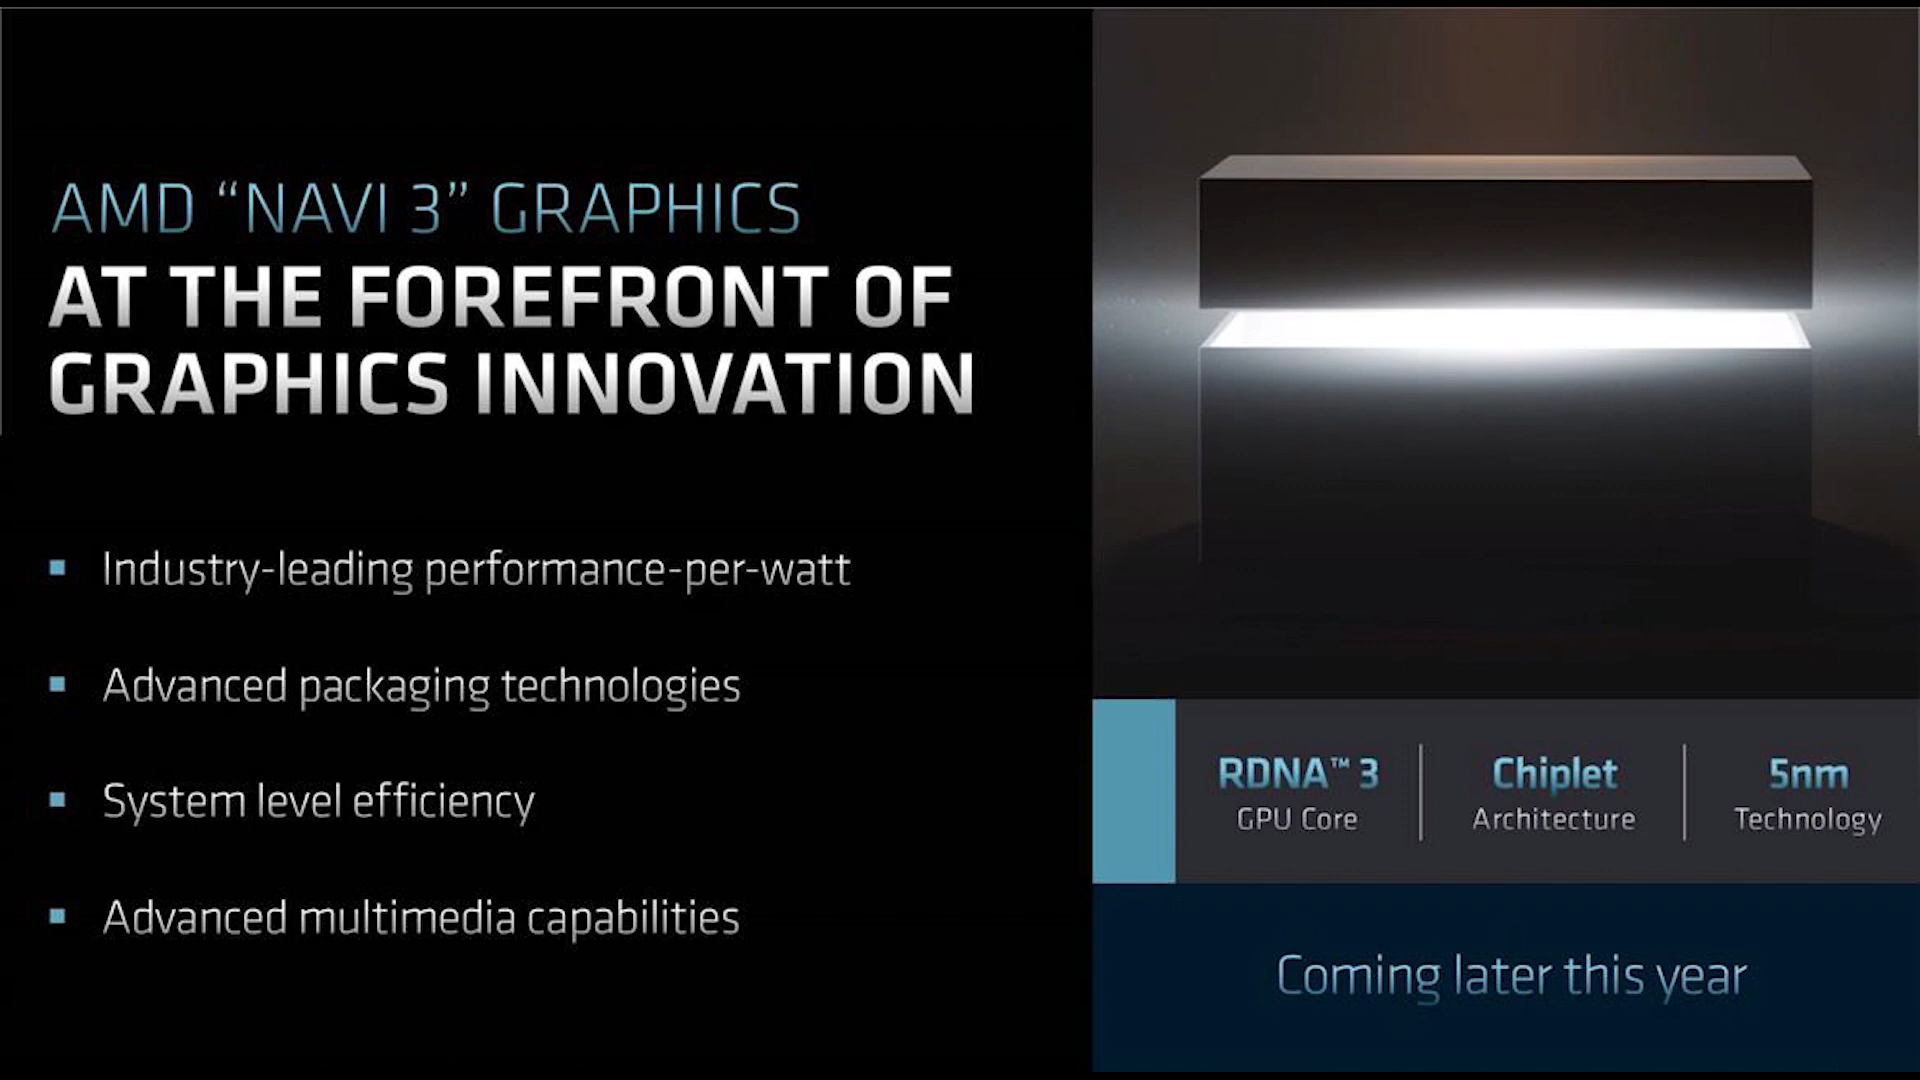 AMD “NAVI 3” GRAPHICS
AT THE FOREFRONT OF
GRAPHICS INNOVATION
▪ Industry-leading performance-per-watt
▪ Advanced packaging technologies
▪ System level efficiency
▪ Advanced multimedia capabilities
RDNA™ 3
GPU Core
Chiplet
Architecture
5nm
Technology
Coming later this year